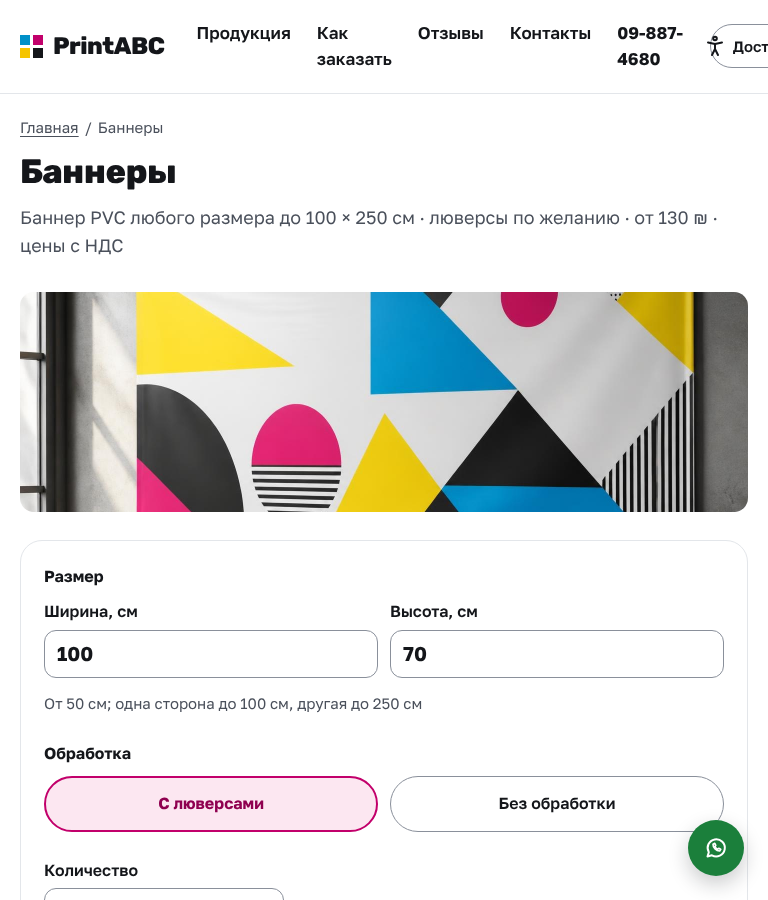 PrintABC
Продукция
Как
заказать
Отзывы
Контакты
09-887-
4680
Дост
Главная / Баннеры
Баннеры
Баннер PVC любого размера до 100 × 250 см · люверсы по желанию · от 130 ₪ ·
цены с НДС
Размер
Ширина, см
Высота, см
100
70
От 50 см; одна сторона до 100 см, другая до 250 см
Обработка
С люверсами
Без обработки
Количество